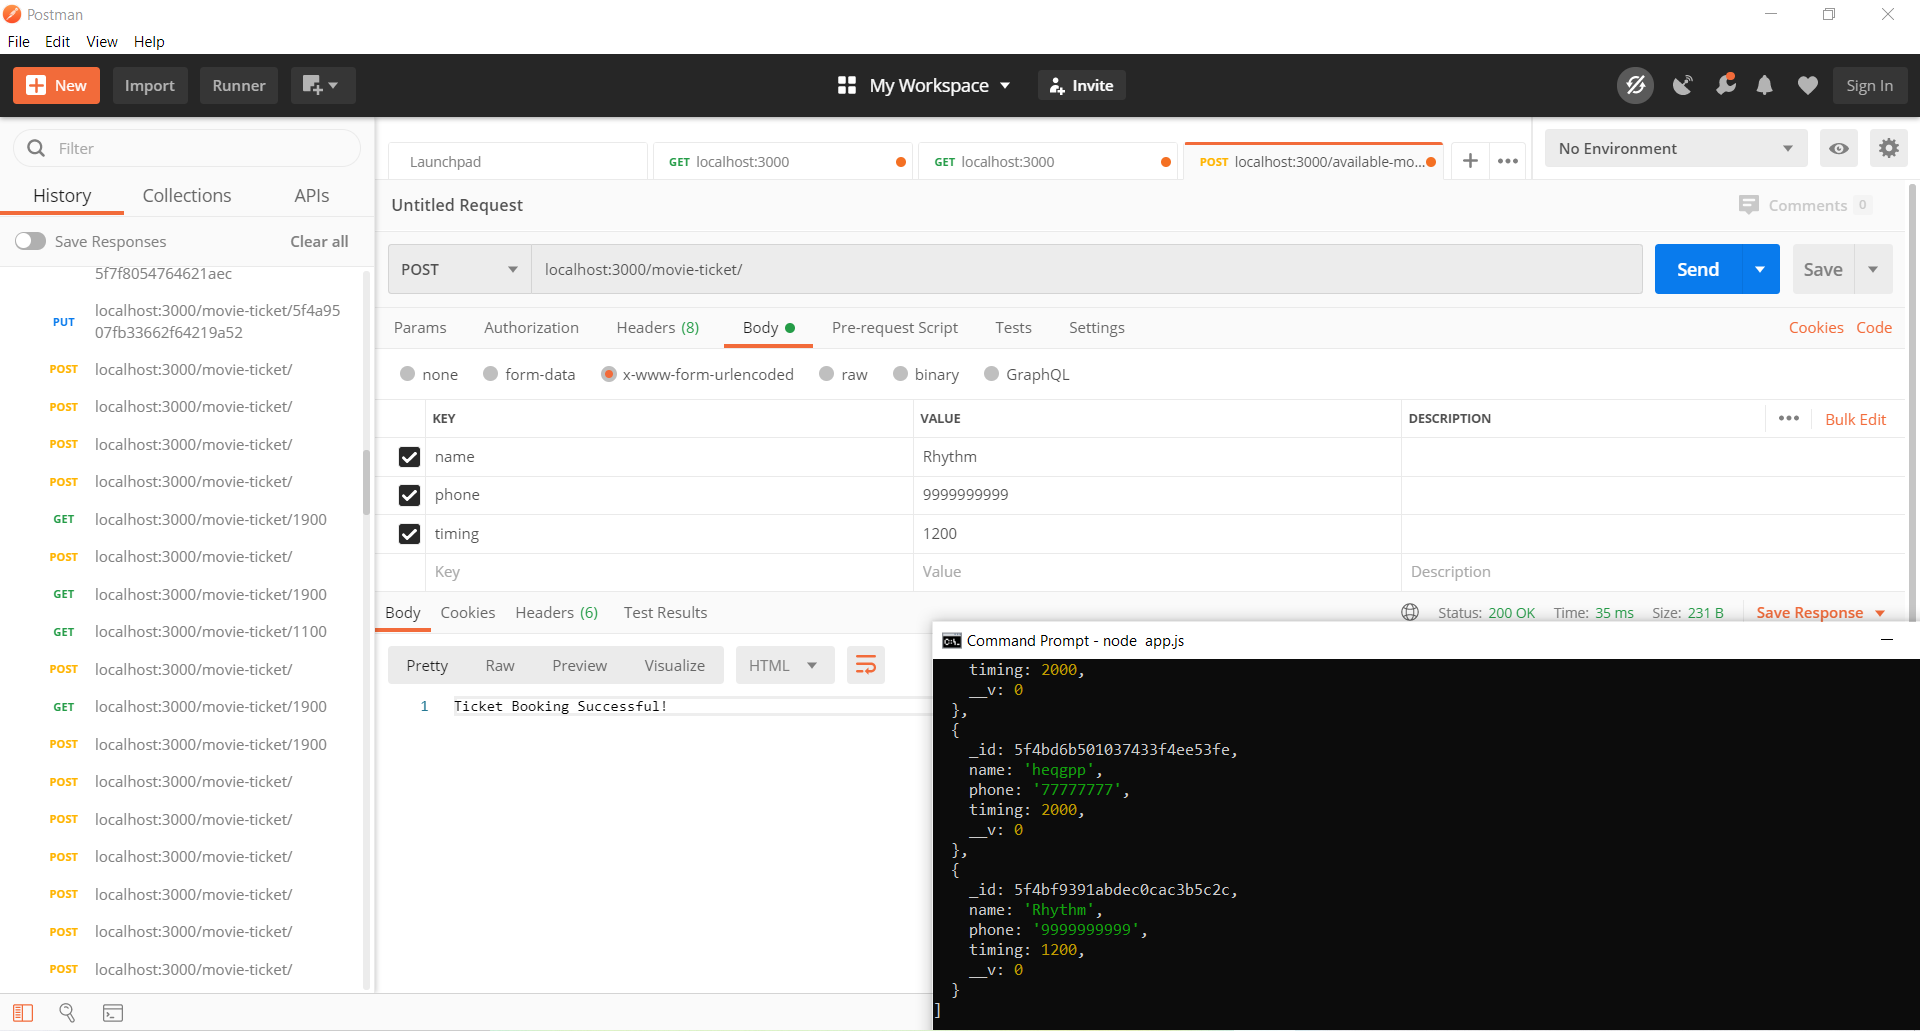 Postman
File Edit View Help
New Import Runner My Workspace Invite Sign In
Filter
History Collections APIs
Save Responses Clear all
5f7f8054764621aec
PUT localhost:3000/movie-ticket/5f4a95
07fb33662f64219a52
POST localhost:3000/movie-ticket/
POST localhost:3000/movie-ticket/
POST localhost:3000/movie-ticket/
POST localhost:3000/movie-ticket/
GET localhost:3000/movie-ticket/1900
POST localhost:3000/movie-ticket/
GET localhost:3000/movie-ticket/1900
GET localhost:3000/movie-ticket/1100
POST localhost:3000/movie-ticket/
GET localhost:3000/movie-ticket/1900
POST localhost:3000/movie-ticket/1900
POST localhost:3000/movie-ticket/
POST localhost:3000/movie-ticket/
POST localhost:3000/movie-ticket/
POST localhost:3000/movie-ticket/
POST localhost:3000/movie-ticket/
POST localhost:3000/movie-ticket/
Launchpad GET localhost:3000 GET localhost:3000 POST localhost:3000/available-mo... No Environment
Untitled Request Comments 0
POST localhost:3000/movie-ticket/ Send Save
Params Authorization Headers (8) Body Pre-request Script Tests Settings Cookies Code
none form-data x-www-form-urlencoded raw binary GraphQL
KEY VALUE DESCRIPTION Bulk Edit
name Rhythm
phone 9999999999
timing 1200
Key Value Description
Body Cookies Headers (6) Test Results Status: 200 OK Time: 35 ms Size: 231 B Save Response
Pretty Raw Preview Visualize HTML
1 Ticket Booking Successful!
Command Prompt - node  app.js
timing: 2000,
__v: 0
},
{
_id: 5f4bd6b501037433f4ee53fe,
name: 'heqgpp',
phone: '77777777',
timing: 2000,
__v: 0
},
{
_id: 5f4bf9391abdec0cac3b5c2c,
name: 'Rhythm',
phone: '9999999999',
timing: 1200,
__v: 0
}
]